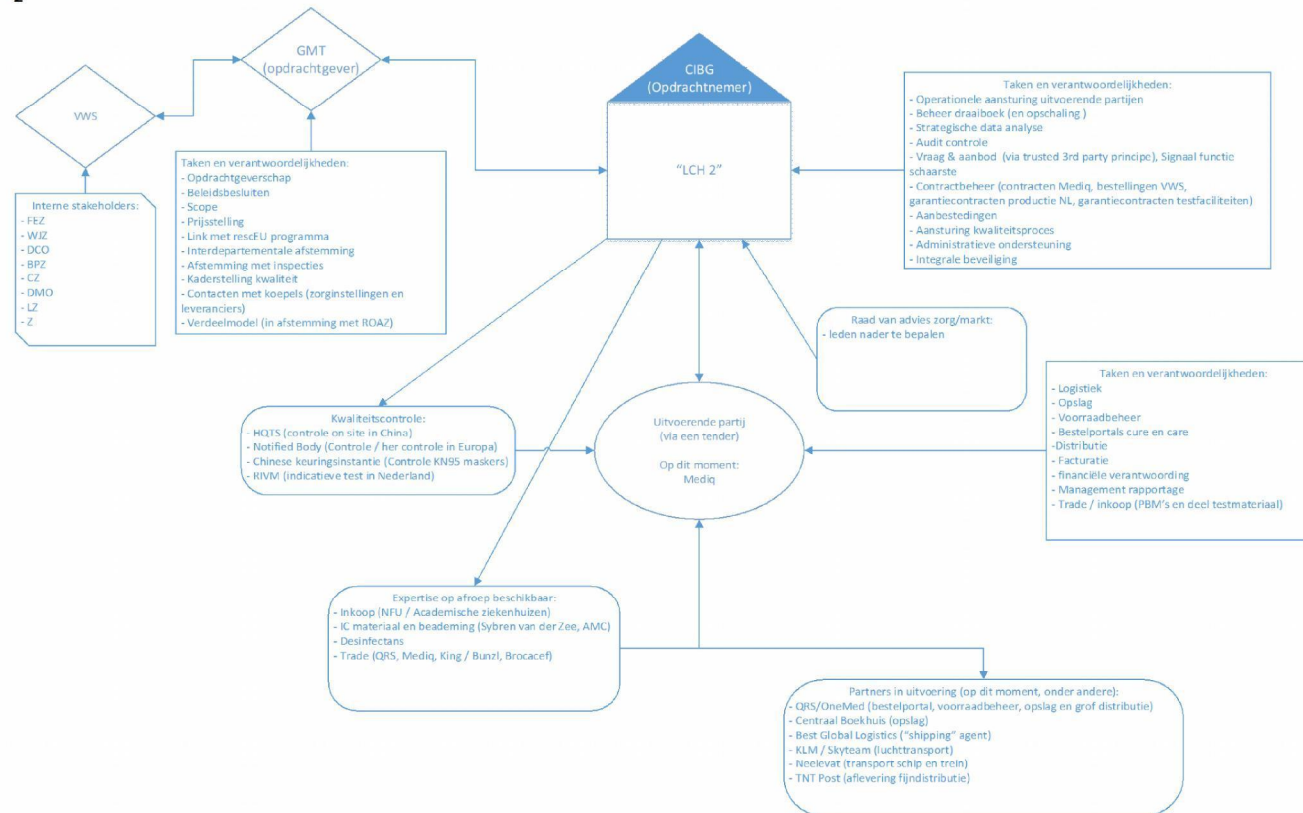 GMT
(opdrachtgever)
VWS
CIBG
(Opdrachtnemer)
"LCH 2"
Interne stakeholders:
- FEZ
- WJZ
- DCO
- BPZ
- CZ
- DMO
- LZ
- Z
Taken en verantwoordelijkheden:
- Opdrachtgeverschap
- Beleidsbesluiten
- Scope
- Prijsstelling
- Link met rescEU programma
- Interdepartementale afstemming
- Afstemming met inspecties
- Kaderstelling kwaliteit
- Contacten met koepels (zorginstellingen en
leveranciers)
- Verdeelmodel (in afstemming met ROAZ)
Taken en verantwoordelijkheden:
- Operationele aansturing uitvoerende partijen
- Beheer draaiboek (en opschaling )
- Strategische data analyse
- Audit controle
- Vraag & aanbod (via trusted 3rd party principe), Signaal functie
schaarste
- Contractbeheer (contracten Mediq, bestellingen VWS,
garantiecontracten productie NL, garantiecontracten testfaciliteiten)
- Aanbestedingen
- Aansturing kwaliteitsproces
- Administratieve ondersteuning
- Integrale beveiliging
Raad van advies zorg/markt:
- leden nader te bepalen
Taken en verantwoordelijkheden:
- Logistiek
- Opslag
- Voorraadbeheer
- Bestelportals cure en care
-Distributie
- Facturatie
- financiële verantwoording
- Management rapportage
- Trade / inkoop (PBM's en deel testmateriaal)
Kwaliteitscontrole:
- HQTS (controle on site in China)
- Notified Body (Controle / her controle in Europa)
- Chinese keuringsinstantie (Controle KN95 maskers)
- RIVM (indicatieve test in Nederland)
Uitvoerende partij
(via een tender)
Op dit moment:
Mediq
Expertise op afroep beschikbaar:
- Inkoop (NFU / Academische ziekenhuizen)
- IC materiaal en beademing (Sybren van der Zee, AMC)
- Desinfectans
- Trade (QRS, Mediq, King / Bunzl, Brocacef)
Partners in uitvoering (op dit moment, onder andere):
- QRS/OneMed (bestelportal, voorraadbeheer, opslag en grof distributie)
- Centraal Boekhuis (opslag)
- Best Global Logistics ("shipping" agent)
- KLM / Skyteam (luchttransport)
- Neelevat (transport schip en trein)
- TNT Post (aflevering fijndistributie)